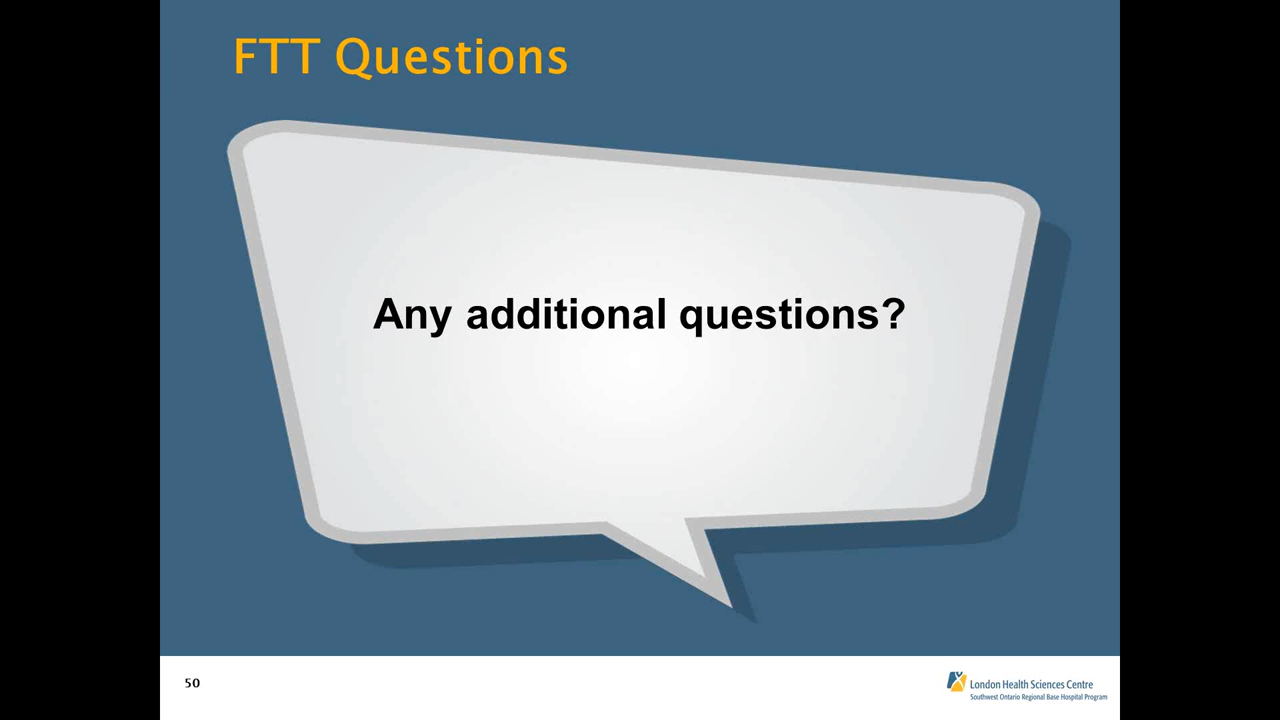 FTT Questions
Any additional questions?
50
London Health Sciences Centre
Southwest Ontario Regional Base Hospital Program